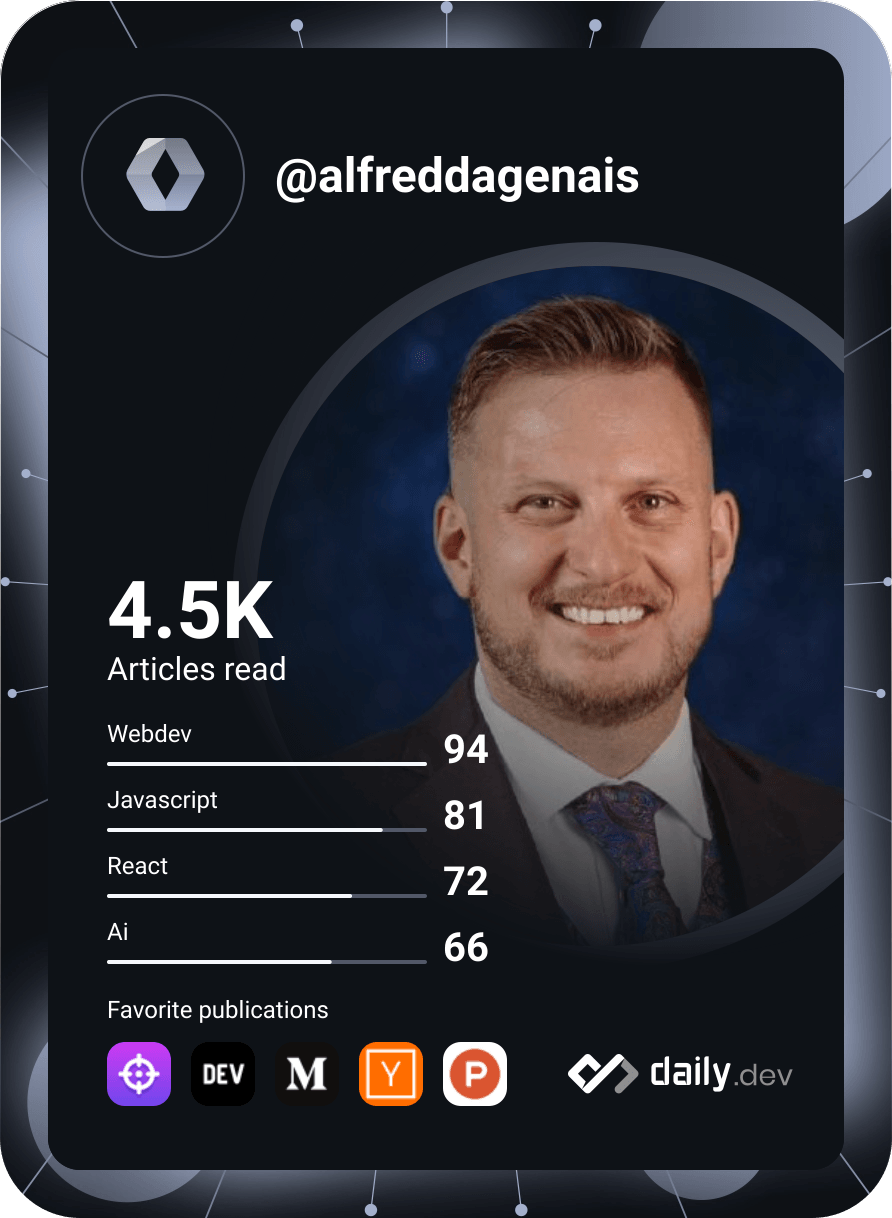 @alfreddagenais
4.5K
Articles read
Webdev
94
Javascript
81
React
72
Ai
66
Favorite publications
DEV
M
Y
P
daily.dev